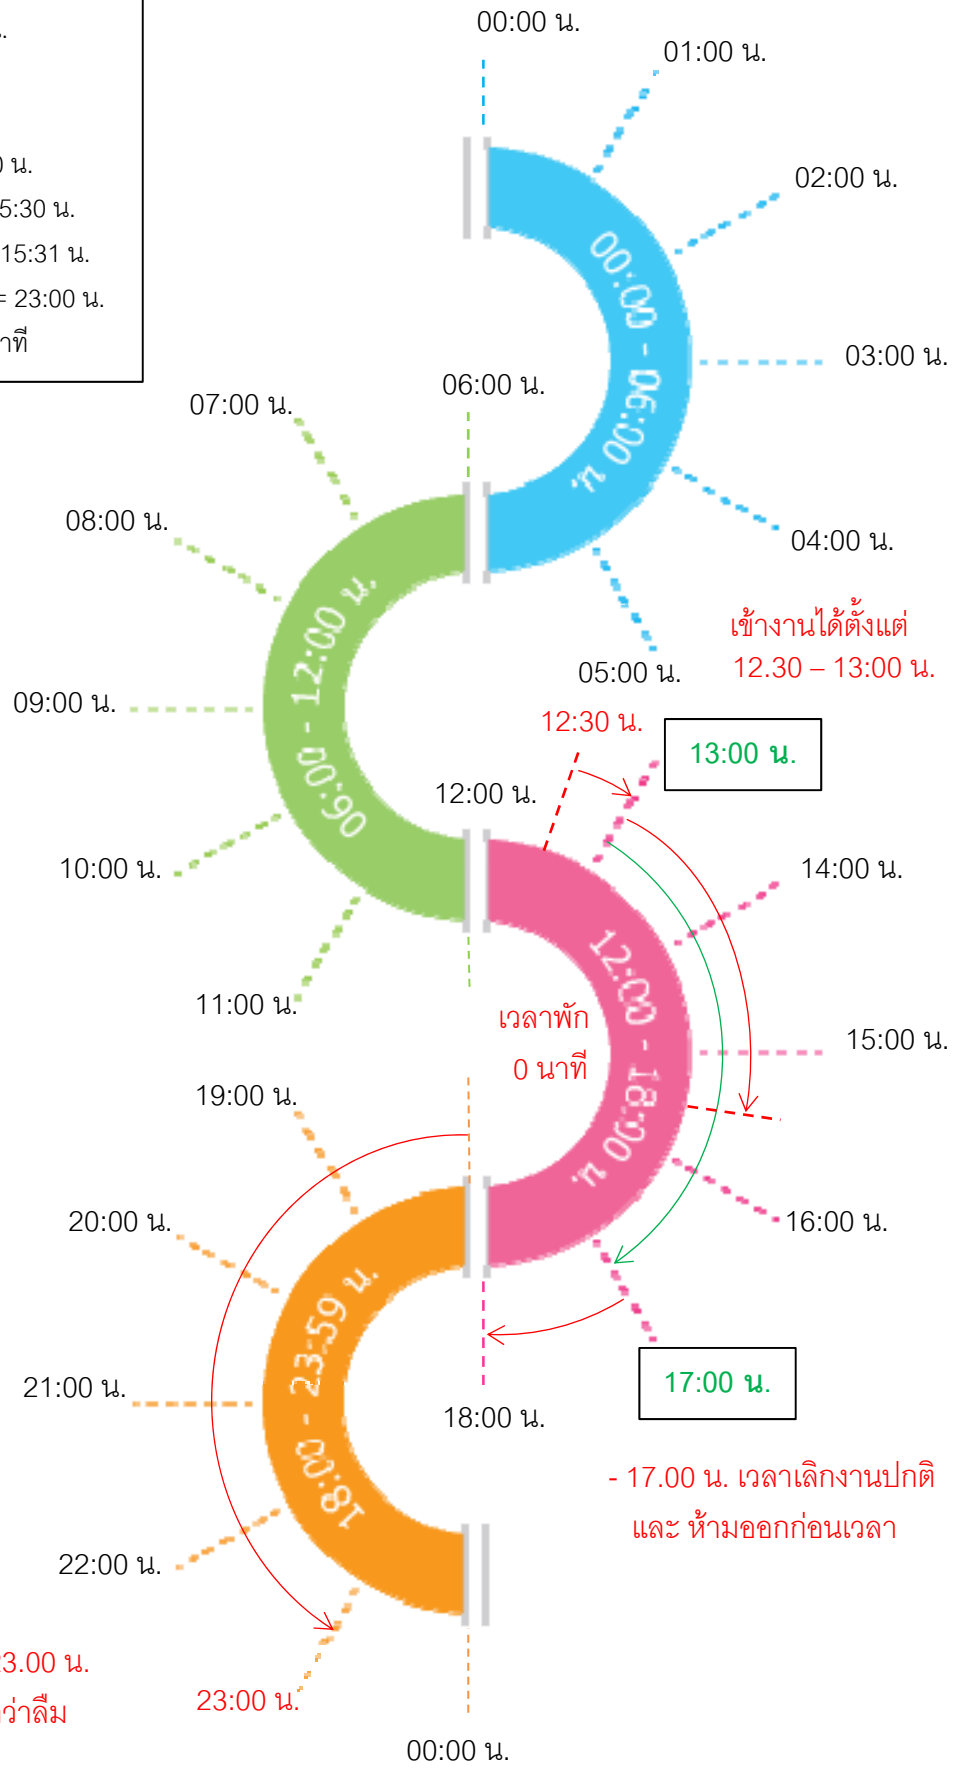 น.
00:00 น.
01:00 น.
02:00 น.
0 น.
5:30 น.
15:31 น.
= 23:00 น.
าที
03:00 น.
00:00 - 06:00 น.
06:00 น.
07:00 น.
08:00 น.
04:00 น.
05:00 น.
เข้างานได้ตั้งแต่
12.30 – 13:00 น.
06:00 - 12:00 น.
09:00 น.
12:30 น.
13:00 น.
12:00 น.
10:00 น.
14:00 น.
11:00 น.
เวลาพัก
0 นาที
12:00 - 18:00 น.
15:00 น.
19:00 น.
20:00 น.
16:00 น.
18:00 - 23:59 น.
21:00 น.
17:00 น.
18:00 น.
- 17.00 น. เวลาเลิกงานปกติ
และ ห้ามออกก่อนเวลา
22:00 น.
23.00 น.
ว่าลืม
23:00 น.
00:00 น.